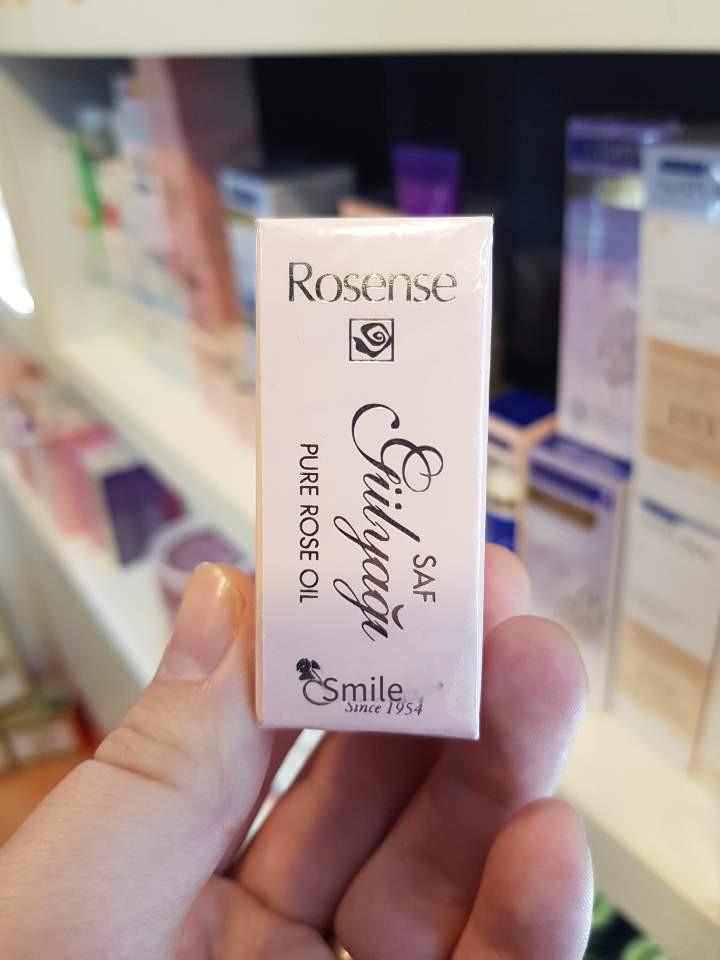 Rosense
SAF
Gülyağı
PURE ROSE OIL
Smile
Since 1954